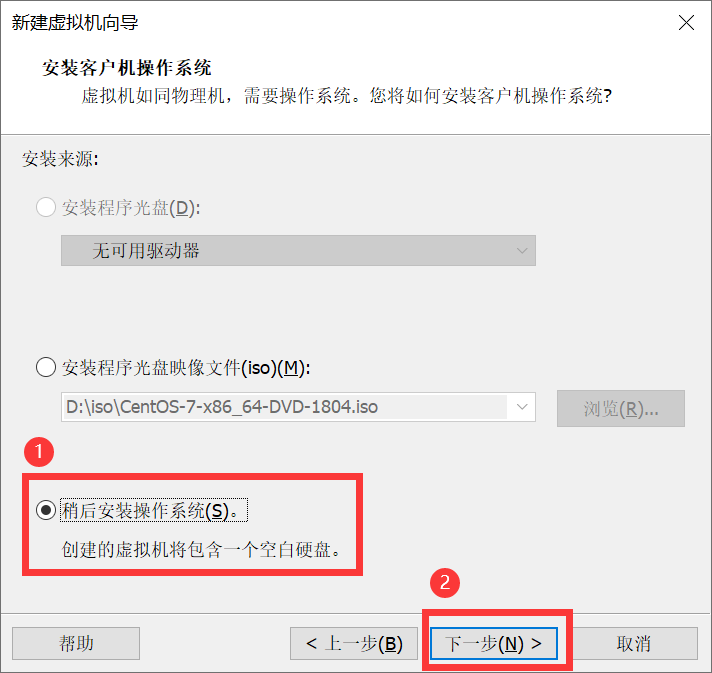 新建虚拟机向导
安装客户机操作系统
虚拟机如同物理机，需要操作系统。您将如何安装客户机操作系统?
安装来源:
安装程序光盘(D):
无可用驱动器
安装程序光盘映像文件(iso)(M):
D:\iso\CentOS-7-x86_64-DVD-1804.iso
浏览(R)...
1
稍后安装操作系统(S)。
创建的虚拟机将包含一个空白硬盘。
2
帮助
< 上一步(B)
下一步(N) >
取消